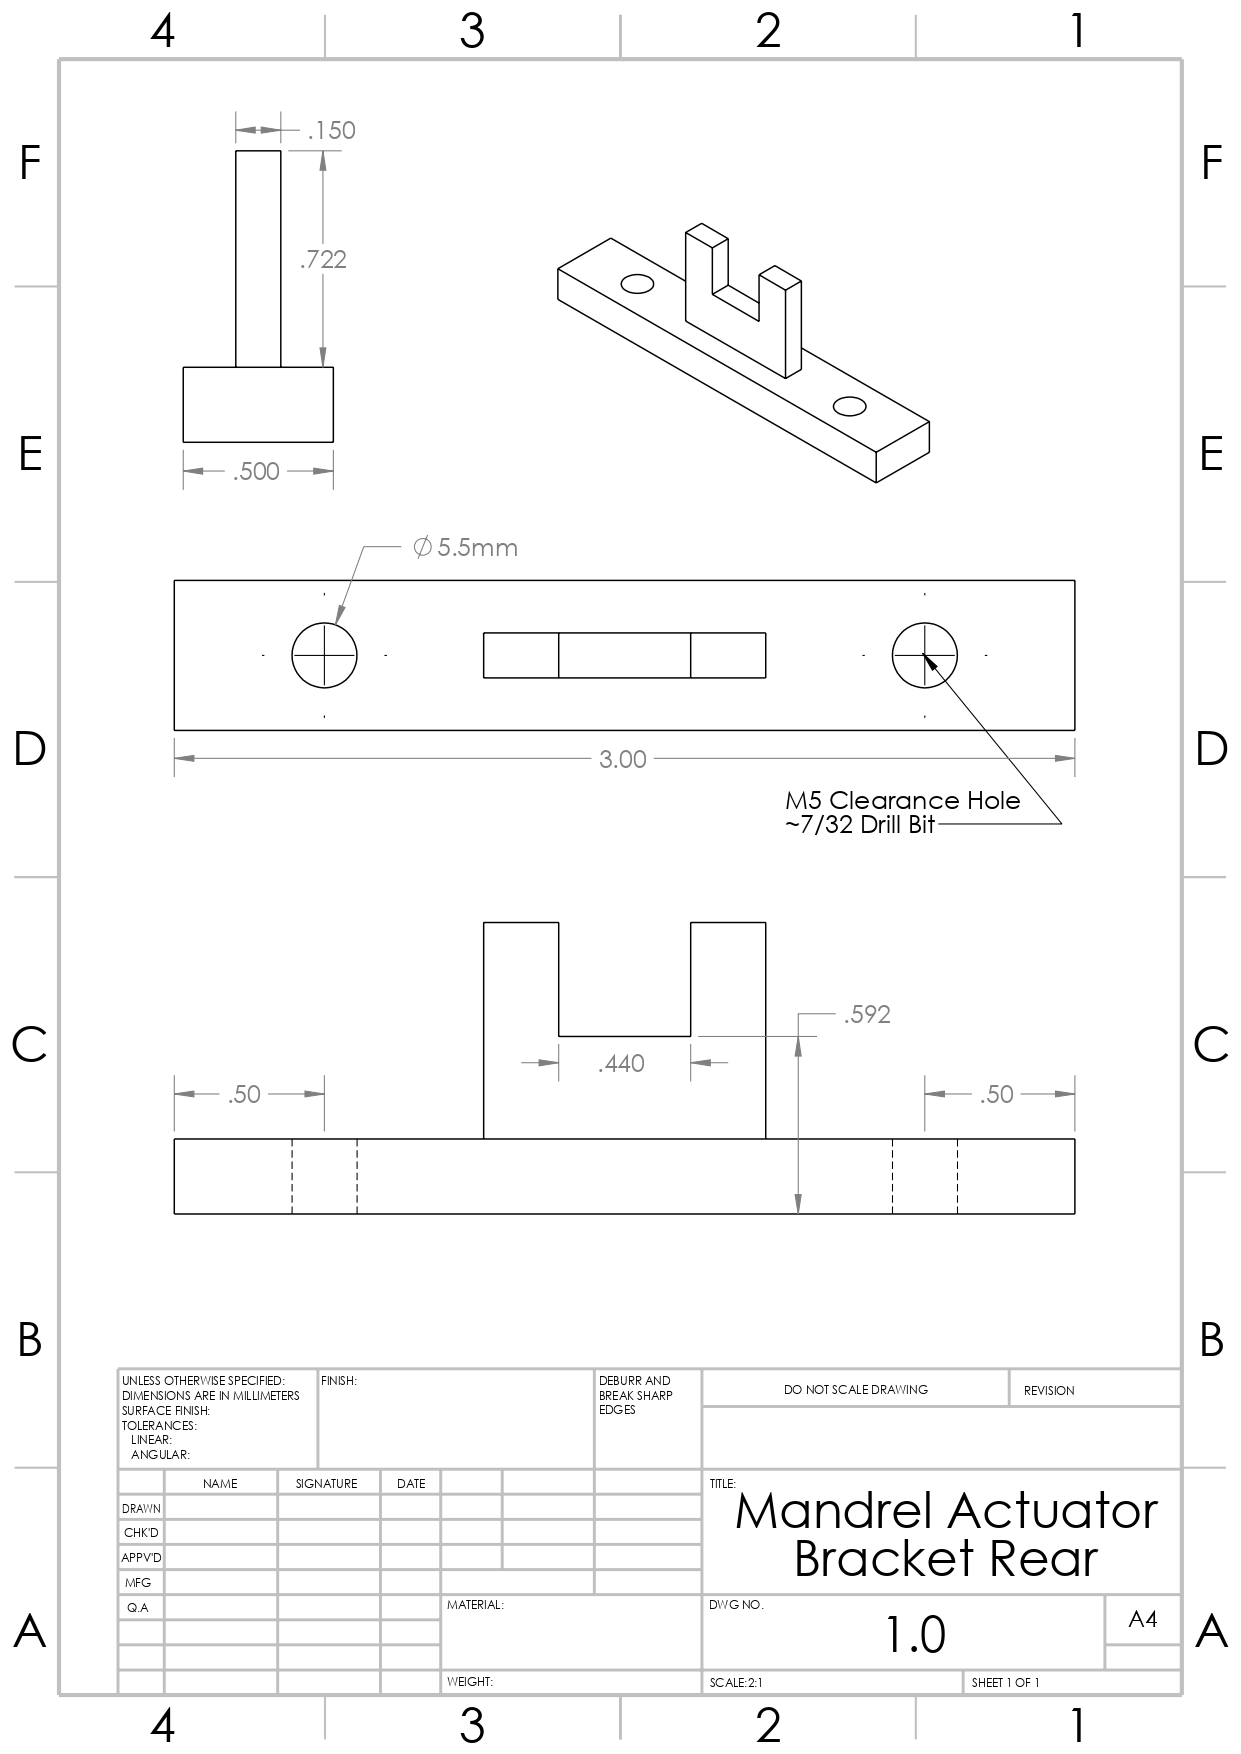 4 3 2 1
F F
.150
.722
E E
.500
⌀5.5mm
D D
3.00
M5 Clearance Hole
~7/32 Drill Bit
.592
C C
.440
.50 .50
B B
UNLESS OTHERWISE SPECIFIED:
DIMENSIONS ARE IN MILLIMETERS
SURFACE FINISH:
TOLERANCES:
LINEAR:
ANGULAR:
FINISH:
DEBURR AND
BREAK SHARP
EDGES
DO NOT SCALE DRAWING
REVISION
NAME SIGNATURE DATE
DRAWN
CHK'D
APPV'D
MFG
Q.A
TITLE:
Mandrel Actuator
Bracket Rear
MATERIAL:
DWG NO.
1.0
A4
A A
WEIGHT:
SCALE:2:1
SHEET 1 OF 1
4 3 2 1